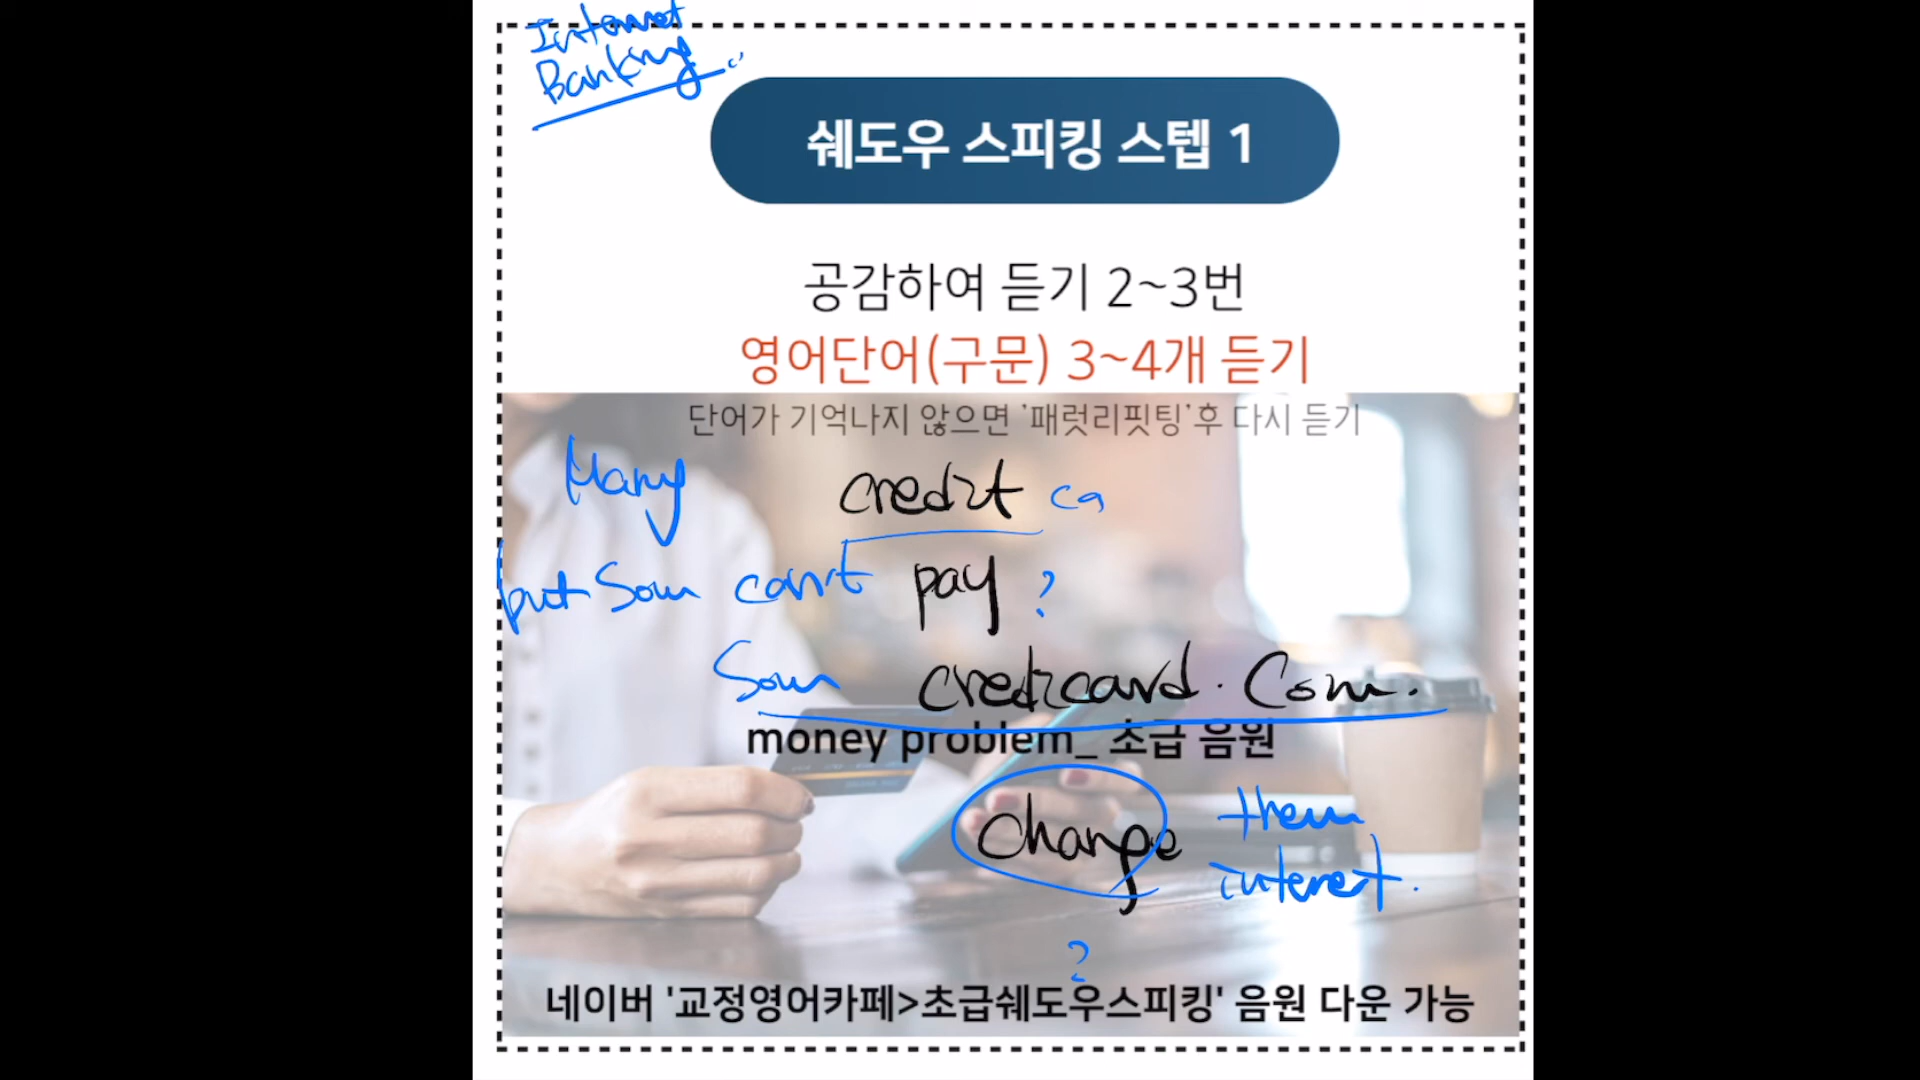 Internet
Banking
쉐도우 스피킹 스텝 1
공감하여 듣기 2~3번
영어단어(구문) 3~4개 듣기
단어가 기억나지 않으면 '패럿리핏팅'후 다시 듣기
Many credit ca
but Som can't pay ?
Som credicard. Com.
money problem_ 초급 음원
change them
interest.
?
네이버 '교정영어카페>초급쉐도우스피킹' 음원 다운 가능